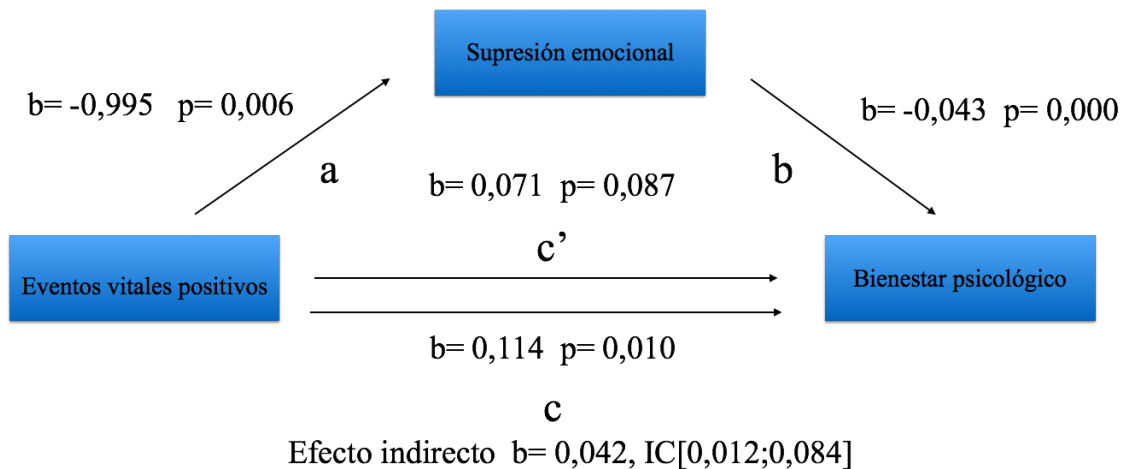 Supresión emocional
b= -0,995 p= 0,006
b= -0,043 p= 0,000
a
b= 0,071 p= 0,087
b
c’
Eventos vitales positivos
Bienestar psicológico
b= 0,114 p= 0,010
c
Efecto indirecto b= 0,042, IC[0,012;0,084]